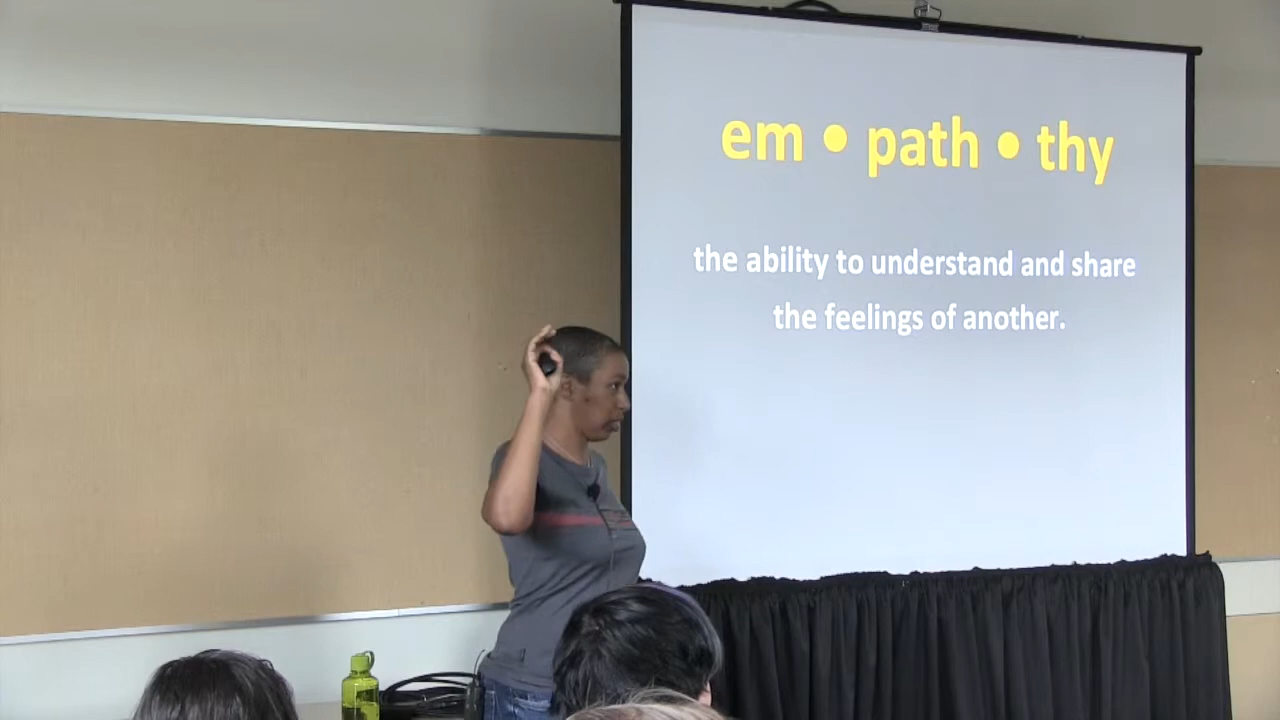 em • path • thy
the ability to understand and share
the feelings of another.